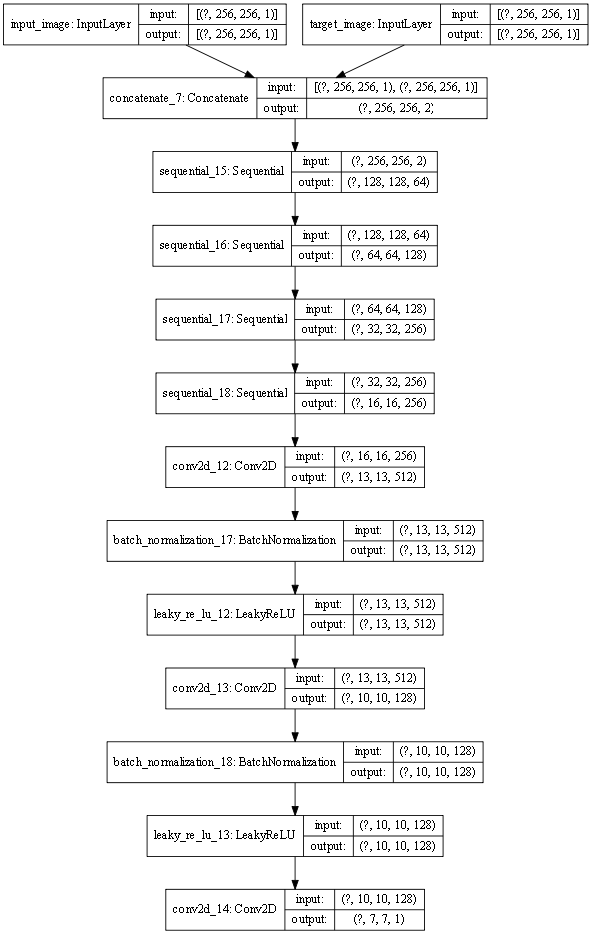 input_image: InputLayer input: [(?, 256, 256, 1)] output: [(?, 256, 256, 1)]
target_image: InputLayer input: [(?, 256, 256, 1)] output: [(?, 256, 256, 1)]
concatenate_7: Concatenate input: [(?, 256, 256, 1), (?, 256, 256, 1)] output: (?, 256, 256, 2)
sequential_15: Sequential input: (?, 256, 256, 2) output: (?, 128, 128, 64)
sequential_16: Sequential input: (?, 128, 128, 64) output: (?, 64, 64, 128)
sequential_17: Sequential input: (?, 64, 64, 128) output: (?, 32, 32, 256)
sequential_18: Sequential input: (?, 32, 32, 256) output: (?, 16, 16, 256)
conv2d_12: Conv2D input: (?, 16, 16, 256) output: (?, 13, 13, 512)
batch_normalization_17: BatchNormalization input: (?, 13, 13, 512) output: (?, 13, 13, 512)
leaky_re_lu_12: LeakyReLU input: (?, 13, 13, 512) output: (?, 13, 13, 512)
conv2d_13: Conv2D input: (?, 13, 13, 512) output: (?, 10, 10, 128)
batch_normalization_18: BatchNormalization input: (?, 10, 10, 128) output: (?, 10, 10, 128)
leaky_re_lu_13: LeakyReLU input: (?, 10, 10, 128) output: (?, 10, 10, 128)
conv2d_14: Conv2D input: (?, 10, 10, 128) output: (?, 7, 7, 1)